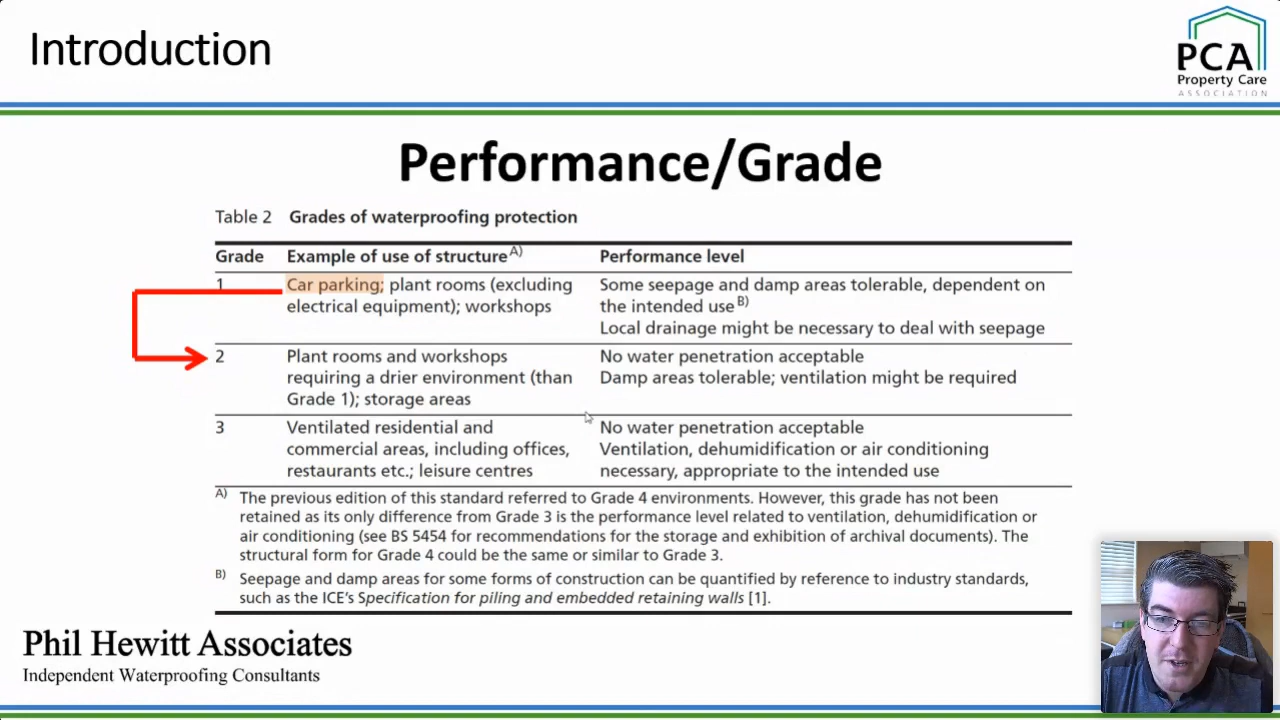 Introduction
PCA
Property Care
ASSOCIATION
Performance/Grade
Table 2 Grades of waterproofing protection
Grade Example of use of structure A) Performance level
1 Car parking; plant rooms (excluding Some seepage and damp areas tolerable, dependent on
electrical equipment); workshops the intended use B)
Local drainage might be necessary to deal with seepage
2 Plant rooms and workshops No water penetration acceptable
requiring a drier environment (than Damp areas tolerable; ventilation might be required
Grade 1); storage areas
3 Ventilated residential and No water penetration acceptable
commercial areas, including offices, Ventilation, dehumidification or air conditioning
restaurants etc.; leisure centres necessary, appropriate to the intended use
A) The previous edition of this standard referred to Grade 4 environments. However, this grade has not been
retained as its only difference from Grade 3 is the performance level related to ventilation, dehumidification or
air conditioning (see BS 5454 for recommendations for the storage and exhibition of archival documents). The
structural form for Grade 4 could be the same or similar to Grade 3.
B) Seepage and damp areas for some forms of construction can be quantified by reference to industry standards,
such as the ICE's Specification for piling and embedded retaining walls [1].
Phil Hewitt Associates
Independent Waterproofing Consultants